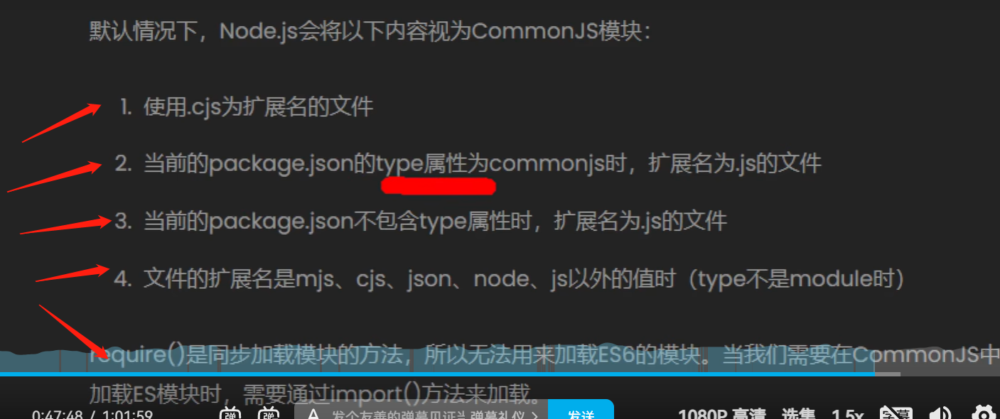 默认情况下，Node.js会将以下内容视为CommonJS模块：
1. 使用.cjs为扩展名的文件
2. 当前的package.json的type属性为commonjs时，扩展名为.js的文件
3. 当前的package.json不包含type属性时，扩展名为.js的文件
4. 文件的扩展名是mjs、cjs、json、node、js以外的值时（type不是module时）
require()是同步加载模块的方法，所以无法用来加载ES6的模块。当我们需要在CommonJS中
加载ES模块时，需要通过import()方法来加载。
0:47:48 / 1:01:59 弹 弹 A 发个友善的弹幕见证当 弹幕礼仪 > 发送 1080P 高清 选集 1.5x 字幕